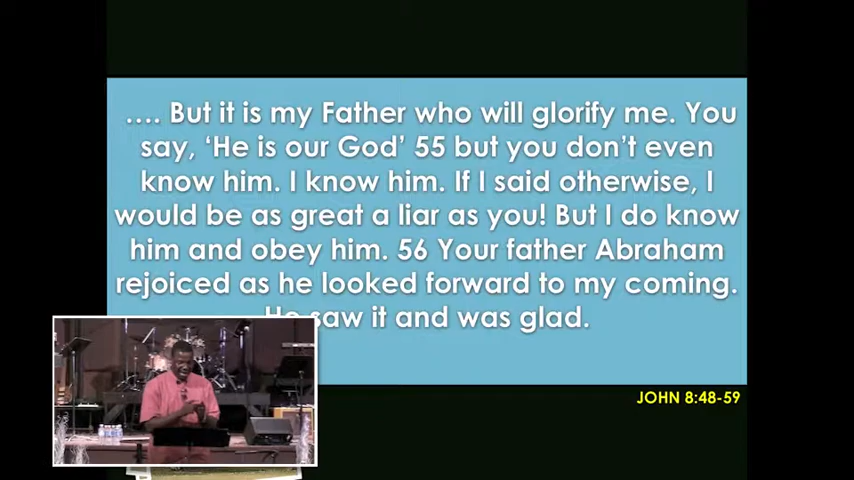 .... But it is my Father who will glorify me. You
say, ‘He is our God’ 55 but you don’t even
know him. I know him. If I said otherwise, I
would be as great a liar as you! But I do know
him and obey him. 56 Your father Abraham
rejoiced as he looked forward to my coming.
He saw it and was glad.
JOHN 8:48-59